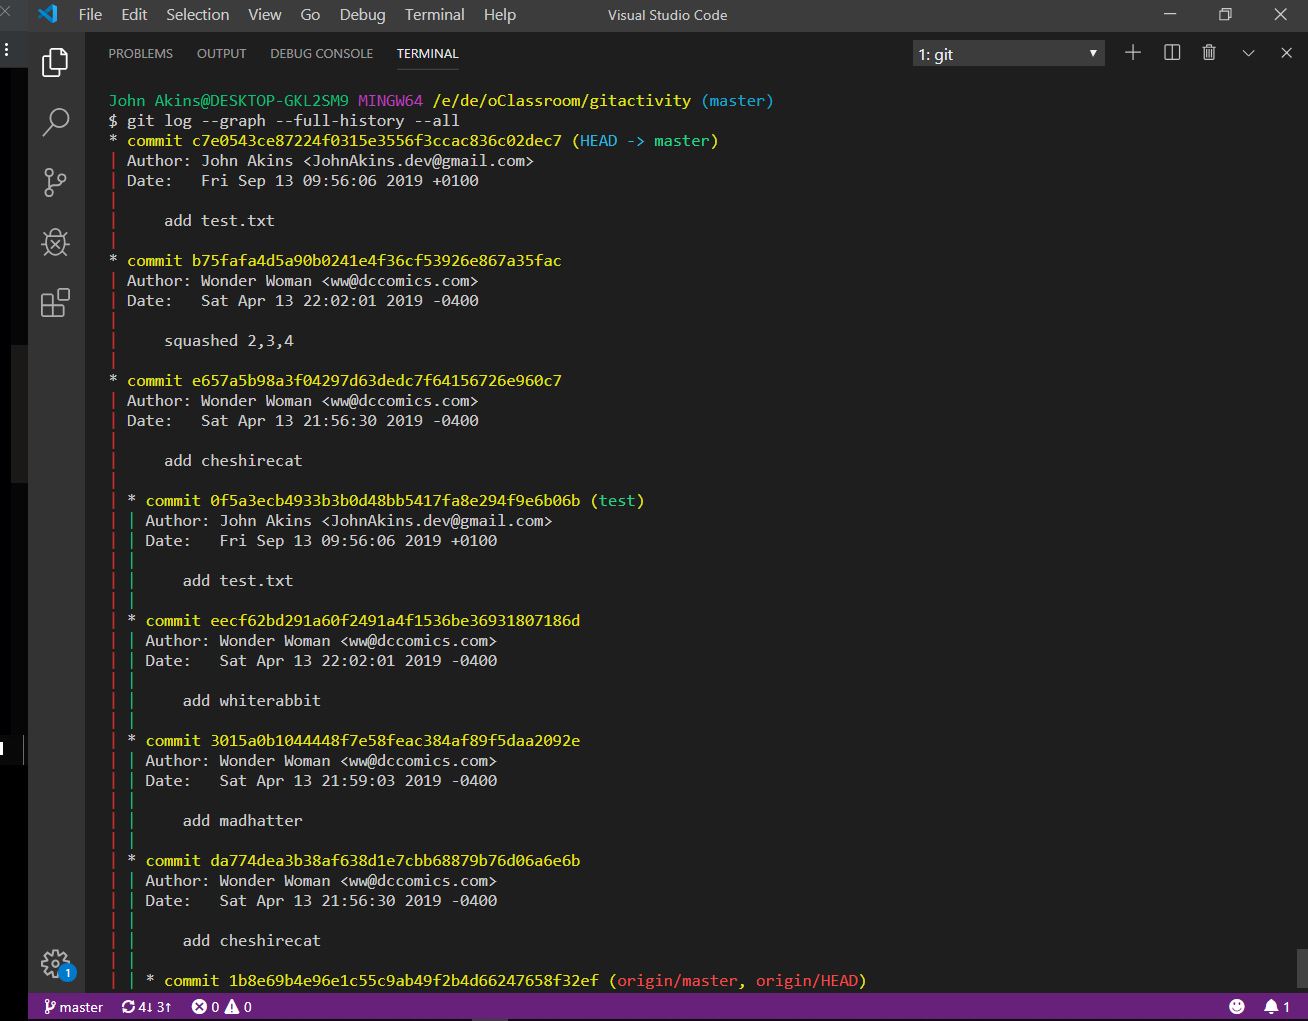 File Edit Selection View Go Debug Terminal Help Visual Studio Code
PROBLEMS OUTPUT DEBUG CONSOLE TERMINAL 1: git
John Akins@DESKTOP-GKL2SM9 MINGW64 /e/de/oClassroom/gitactivity (master)
$ git log --graph --full-history --all
* commit c7e0543ce87224f0315e3556f3ccac836c02dec7 (HEAD -> master)
| Author: John Akins <JohnAkins.dev@gmail.com>
| Date:   Fri Sep 13 09:56:06 2019 +0100
|
|     add test.txt
|
* commit b75fafa4d5a90b0241e4f36cf53926e867a35fac
| Author: Wonder Woman <ww@dccomics.com>
| Date:   Sat Apr 13 22:02:01 2019 -0400
|
|     squashed 2,3,4
|
* commit e657a5b98a3f04297d63dedc7f64156726e960c7
| Author: Wonder Woman <ww@dccomics.com>
| Date:   Sat Apr 13 21:56:30 2019 -0400
|
|     add cheshirecat
|
| * commit 0f5a3ecb4933b3b0d48bb5417fa8e294f9e6b06b (test)
| | Author: John Akins <JohnAkins.dev@gmail.com>
| | Date:   Fri Sep 13 09:56:06 2019 +0100
| |
| |     add test.txt
| |
| * commit eecf62bd291a60f2491a4f1536be36931807186d
| | Author: Wonder Woman <ww@dccomics.com>
| | Date:   Sat Apr 13 22:02:01 2019 -0400
| |
| |     add whiterabbit
| |
| * commit 3015a0b1044448f7e58feac384af89f5daa2092e
| | Author: Wonder Woman <ww@dccomics.com>
| | Date:   Sat Apr 13 21:59:03 2019 -0400
| |
| |     add madhatter
| |
| * commit da774dea3b38af638d1e7cbb68879b76d06a6e6b
| | Author: Wonder Woman <ww@dccomics.com>
| | Date:   Sat Apr 13 21:56:30 2019 -0400
| |
| |     add cheshirecat
| |
| | * commit 1b8e69b4e96e1c55c9ab49f2b4d66247658f32ef (origin/master, origin/HEAD)
1
master 4↓ 3↑ 0 0 1